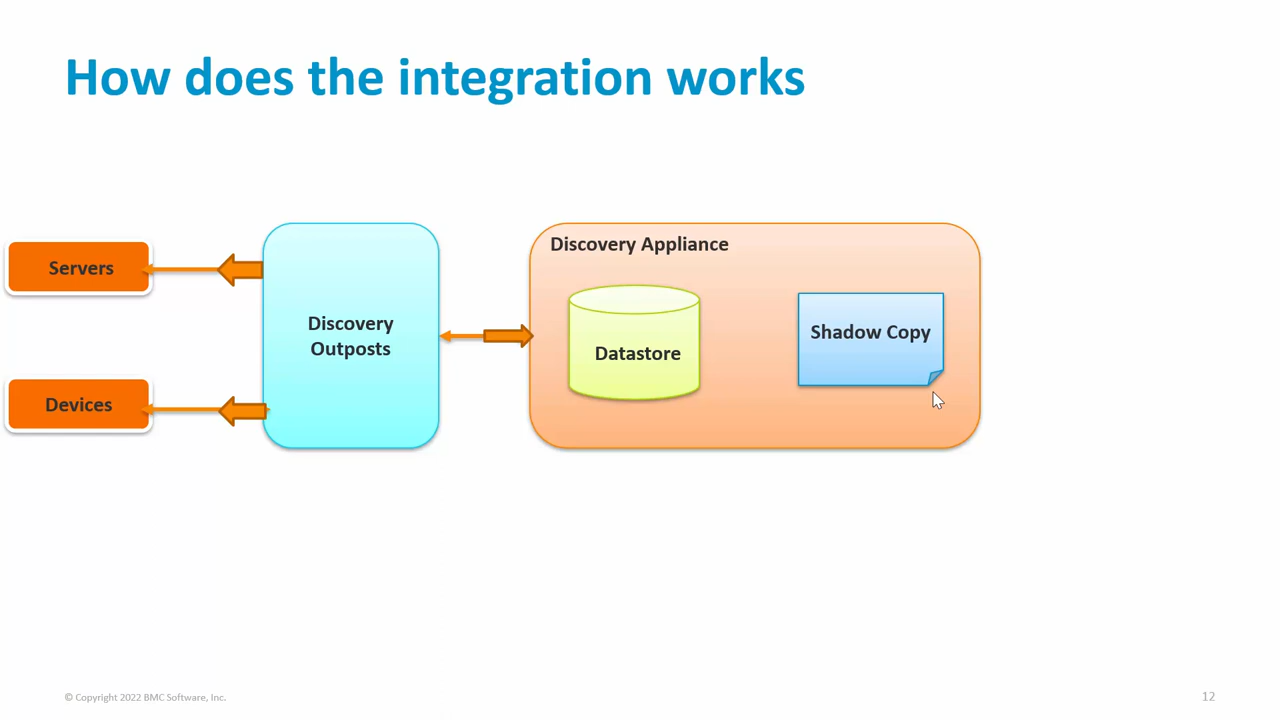 How does the integration works
Servers
Devices
Discovery
Outposts
Discovery Appliance
Datastore
Shadow Copy
© Copyright 2022 BMC Software, Inc.
12